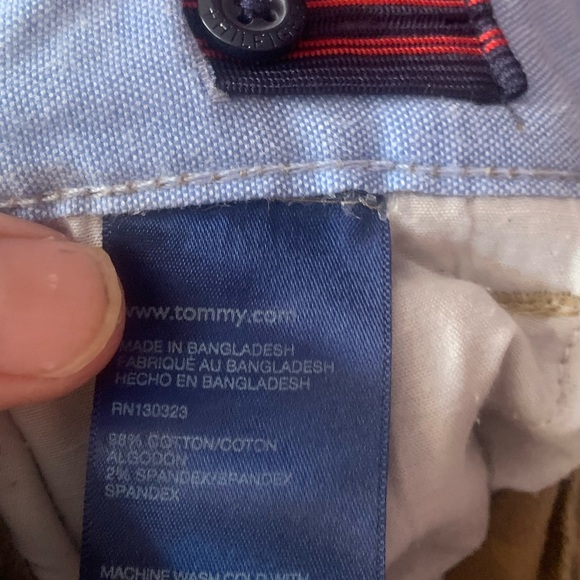 HILFIG
www.tommy.com
MADE IN BANGLADESH
FABRIQUÉ AU BANGLADESH
HECHO EN BANGLADESH
RN130323
98% COTTON/COTON
ALGODON
2% SPANDEX/SPANDEX
SPANDEX
MACHINE WASH COLD WITH